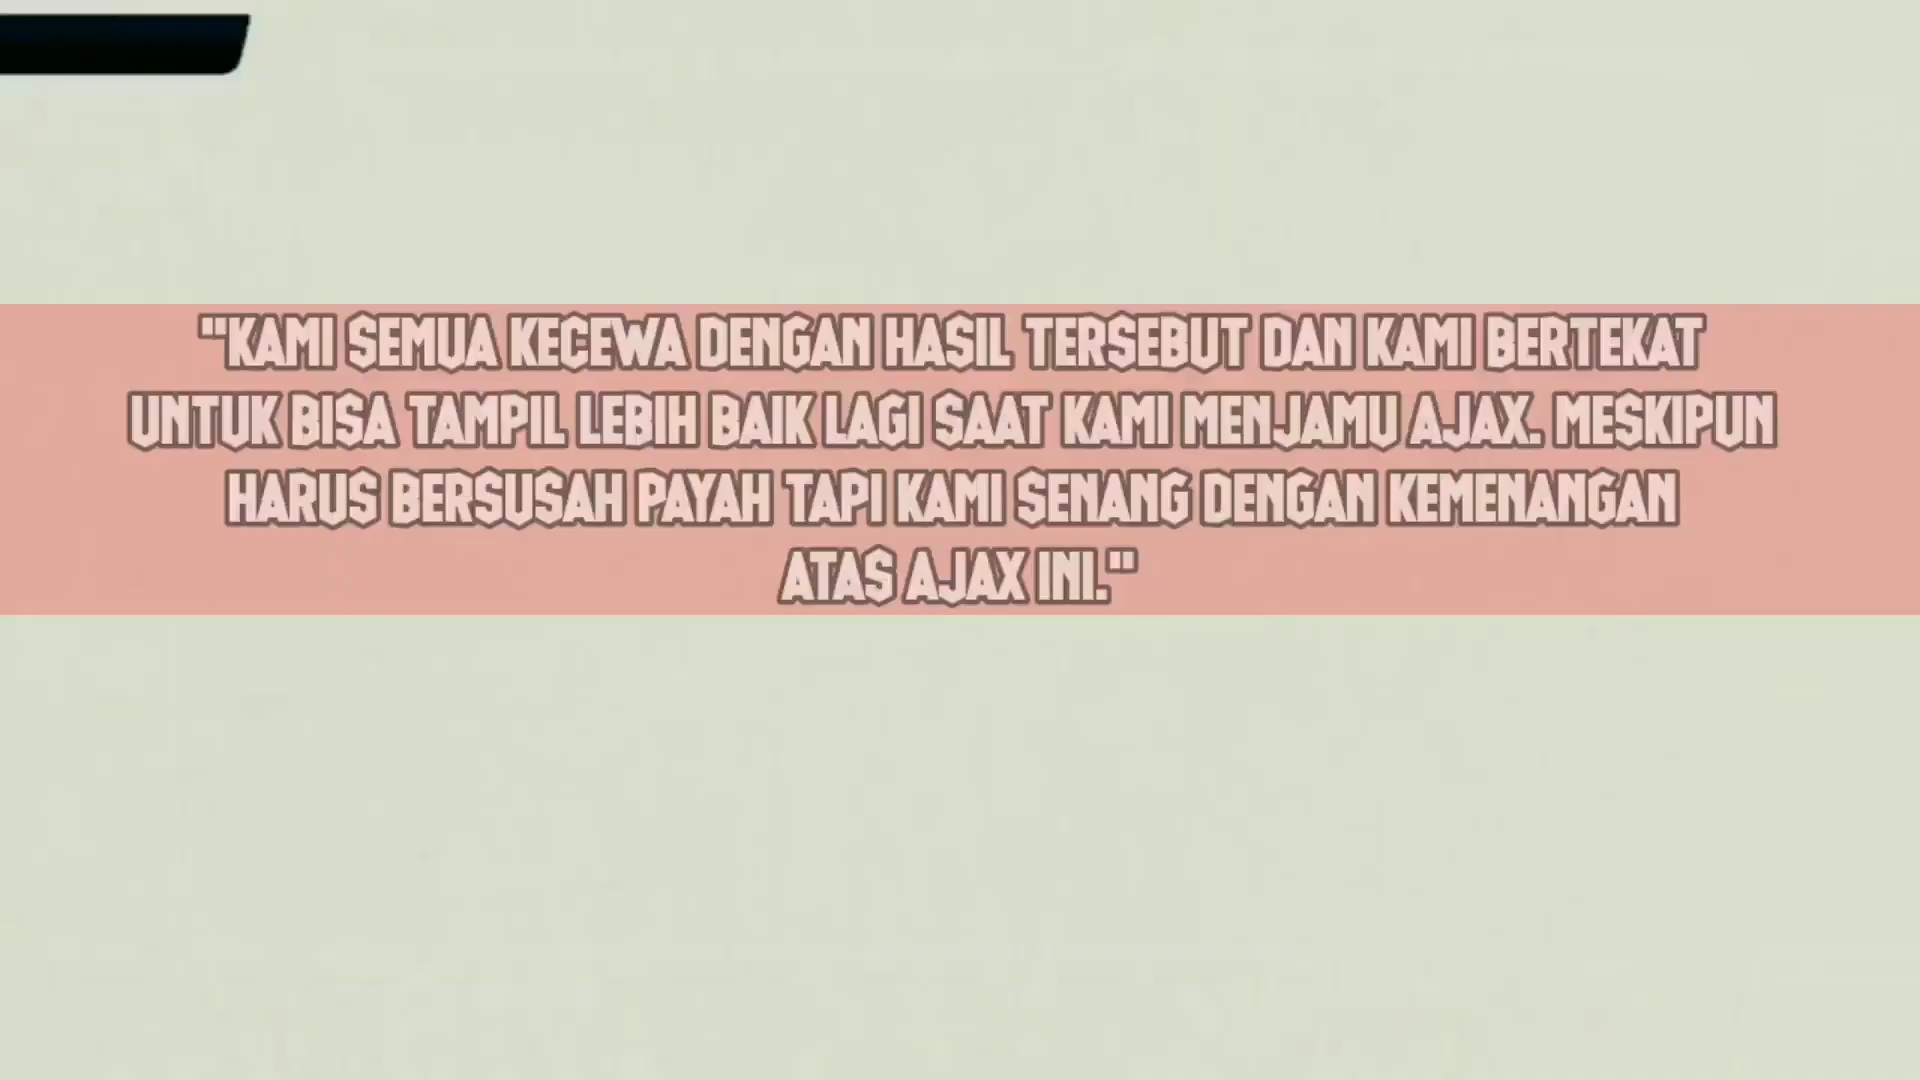 "KAMI SEMUA KECEWA DENGAN HASIL TERSEBUT DAN KAMI BERTEKAT
UNTUK BISA TAMPIL LEBIH BAIK LAGI SAAT KAMI MENJAMU AJAX. MESKIPUN
HARUS BERSUSAH PAYAH TAPI KAMI SENANG DENGAN KEMENANGAN
ATAS AJAX INI."